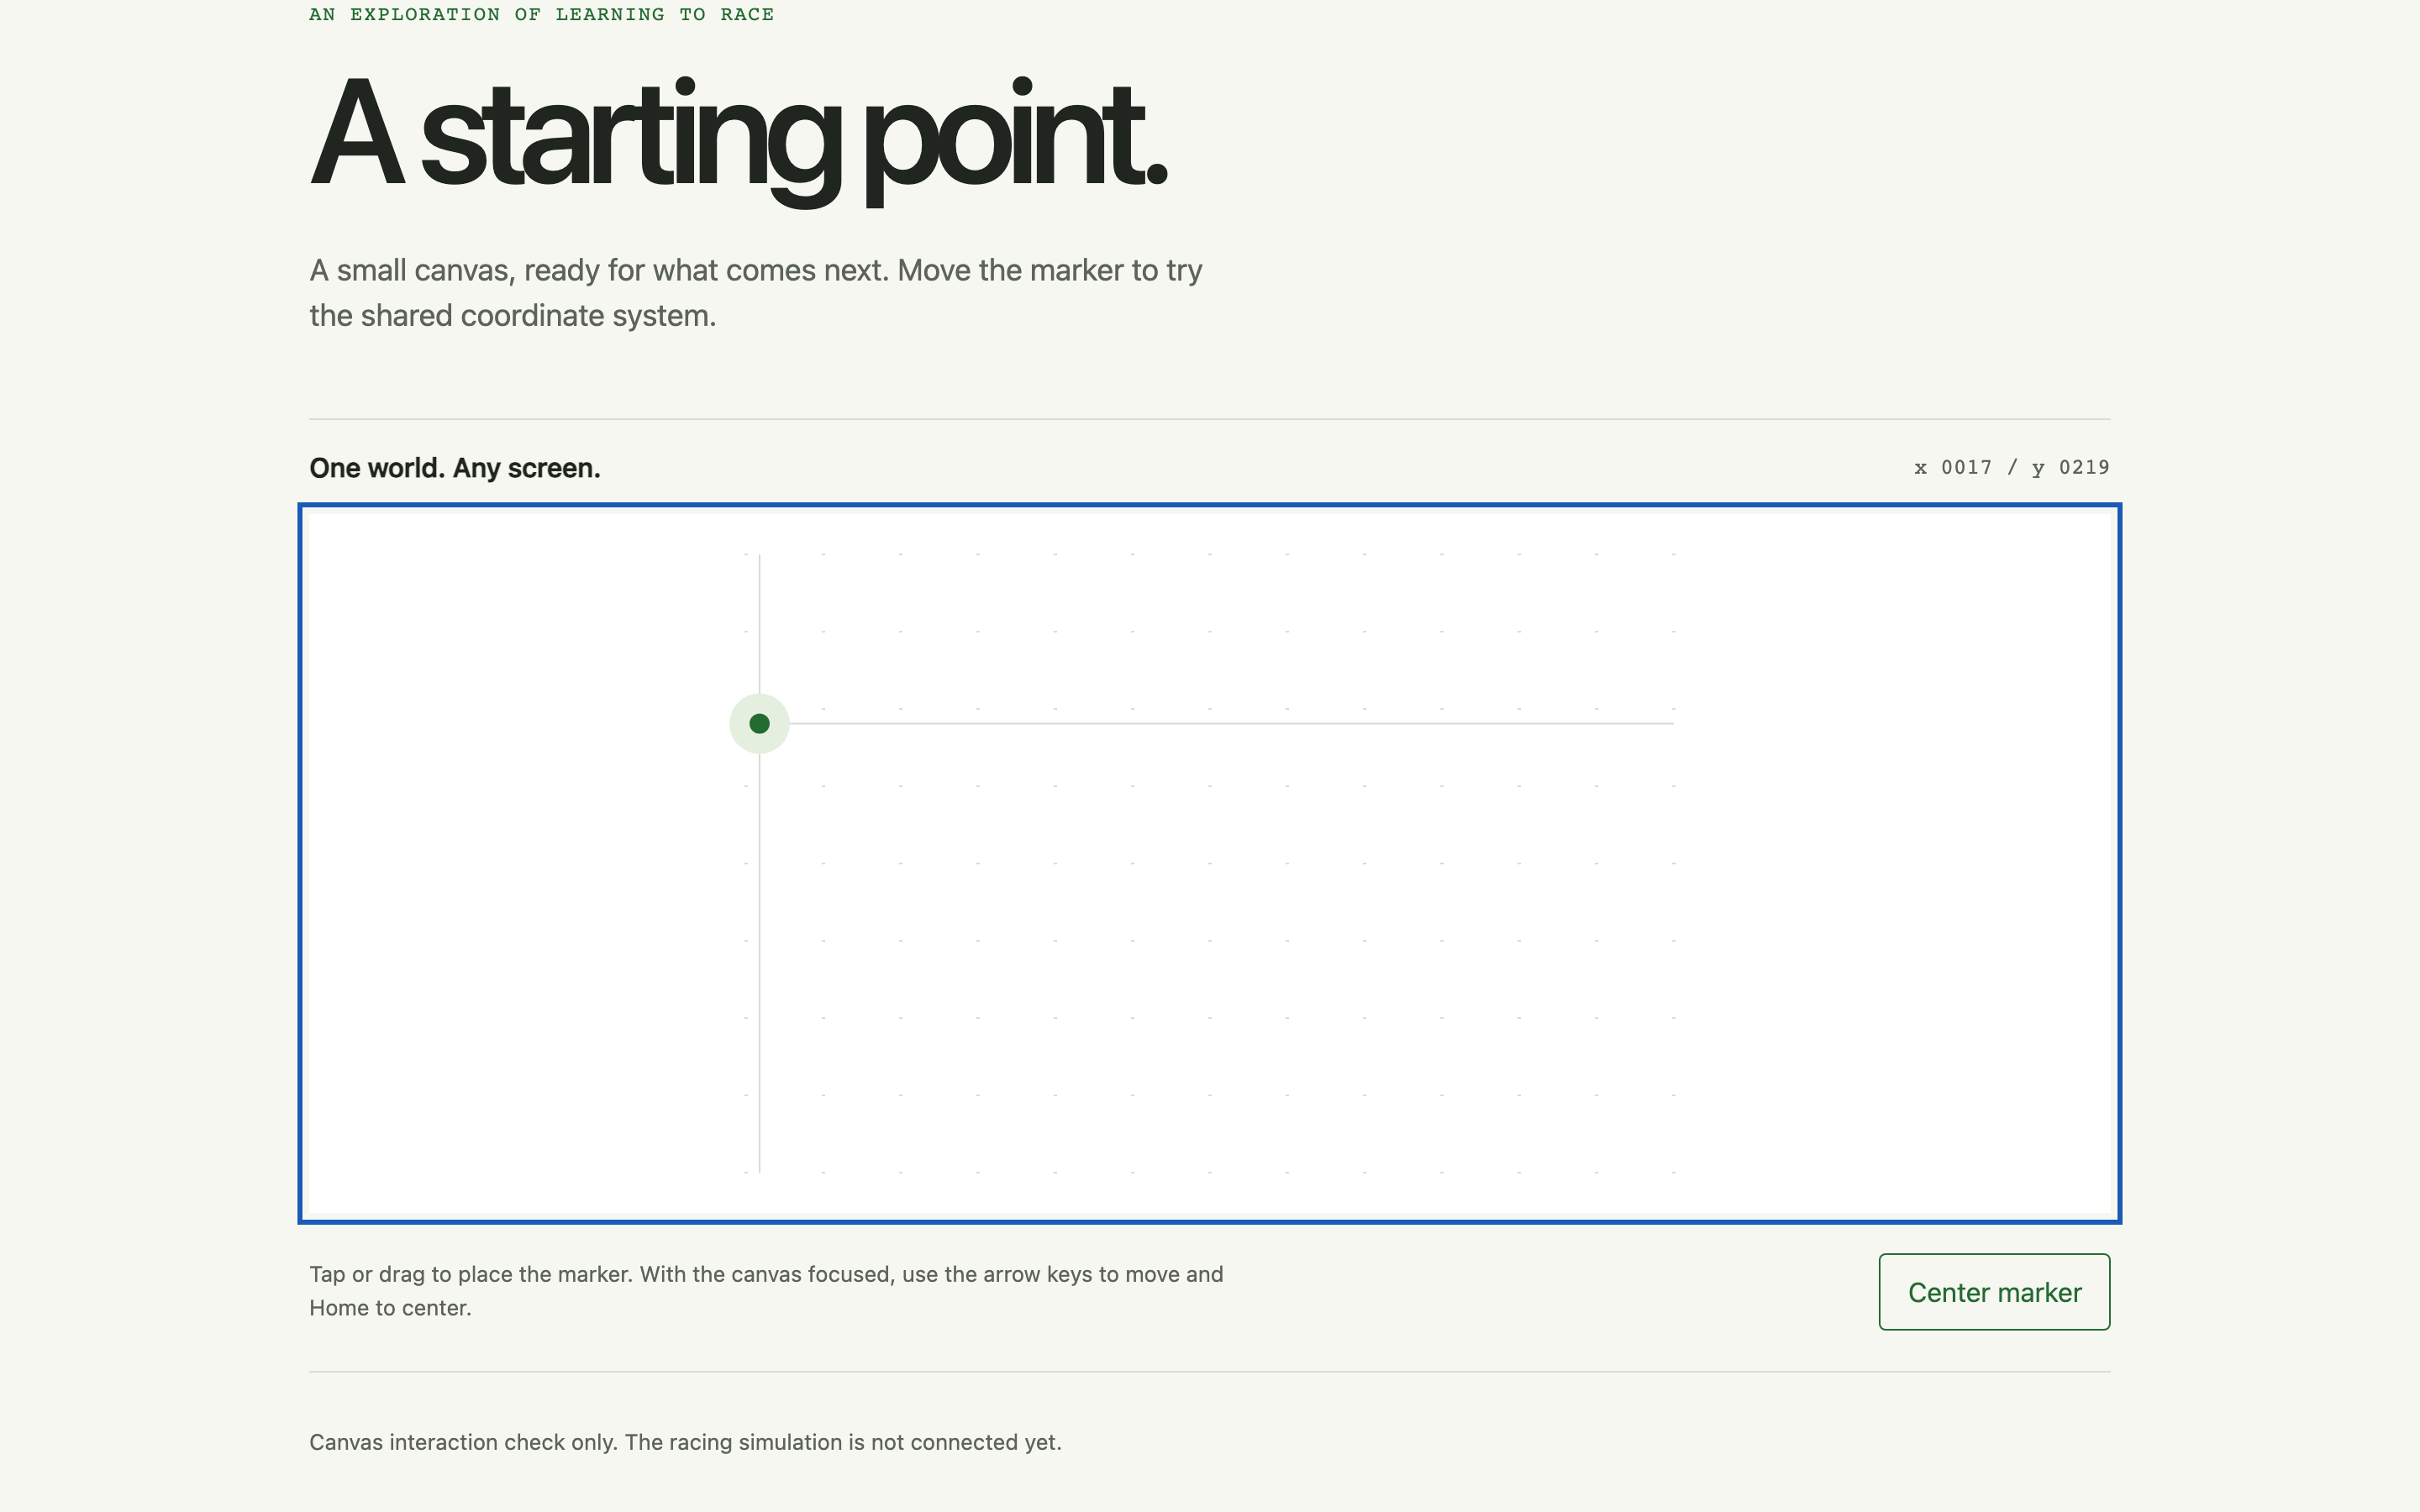 AN EXPLORATION OF LEARNING TO RACE
A starting point.
A small canvas, ready for what comes next. Move the marker to try
the shared coordinate system.
One world. Any screen.
x 0017 / y 0219
Tap or drag to place the marker. With the canvas focused, use the arrow keys to move and
Home to center.
Center marker
Canvas interaction check only. The racing simulation is not connected yet.